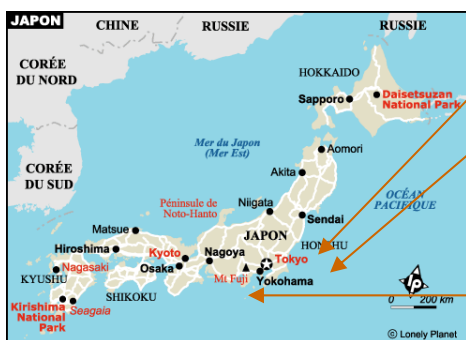 JAPON
CHINE
RUSSIE
RUSSIE
CORÉE
DU NORD
HOKKAIDO
Sapporo
Daisetsuzan
National Park
CORÉE
DU SUD
Mer du Japon
(Mer Est)
Aomori
Akita
Péninsule de
Noto-Hanto
Niigata
OCÉAN
PACIFIQUE
Sendai
Matsue
JAPON
HONSHU
Hiroshima
Kyoto
Nagoya
Tokyo
KYUSHU
Nagasaki
Osaka
Mt Fuji
Yokohama
SHIKOKU
Kirishima
National
Park
Seagaia
lp
0
200 km
© Lonely Planet